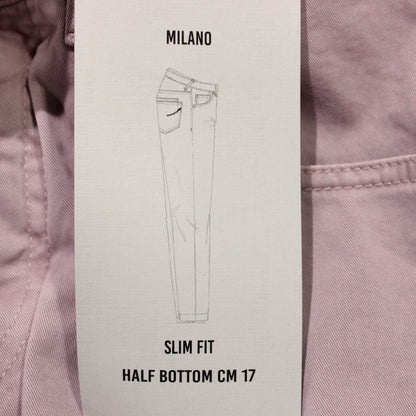 MILANO
SLIM FIT
HALF BOTTOM CM 17